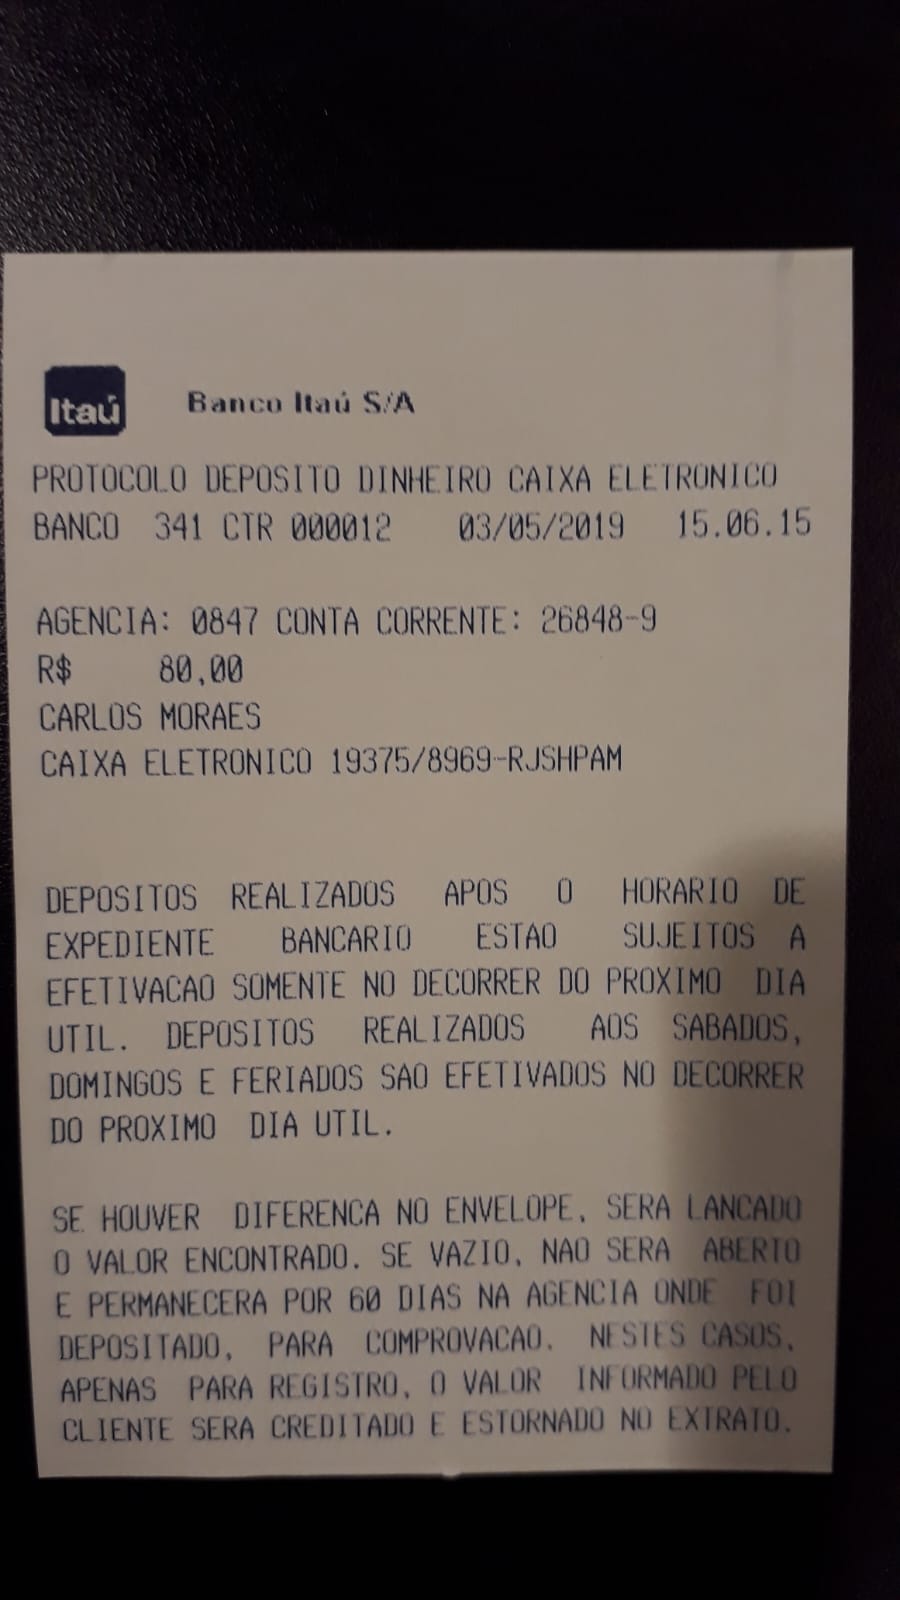 Itaú Banco Itaú S/A
PROTOCOLO DEPOSITO DINHEIRO CAIXA ELETRONICO
BANCO 341 CTR 000012 03/05/2019 15.06.15
AGENCIA: 0847 CONTA CORRENTE: 26848-9
R$ 80,00
CARLOS MORAES
CAIXA ELETRONICO 19375/8969-RJSHPAM
DEPOSITOS REALIZADOS APOS O HORARIO DE
EXPEDIENTE BANCARIO ESTAO SUJEITOS A
EFETIVACAO SOMENTE NO DECORRER DO PROXIMO DIA
UTIL. DEPOSITOS REALIZADOS AOS SABADOS,
DOMINGOS E FERIADOS SAO EFETIVADOS NO DECORRER
DO PROXIMO DIA UTIL.
SE HOUVER DIFERENCA NO ENVELOPE, SERA LANCADO
O VALOR ENCONTRADO. SE VAZIO, NAO SERA ABERTO
E PERMANECERA POR 60 DIAS NA AGENCIA ONDE FOI
DEPOSITADO, PARA COMPROVACAO. NESTES CASOS,
APENAS PARA REGISTRO, O VALOR INFORMADO PELO
CLIENTE SERA CREDITADO E ESTORNADO NO EXTRATO.